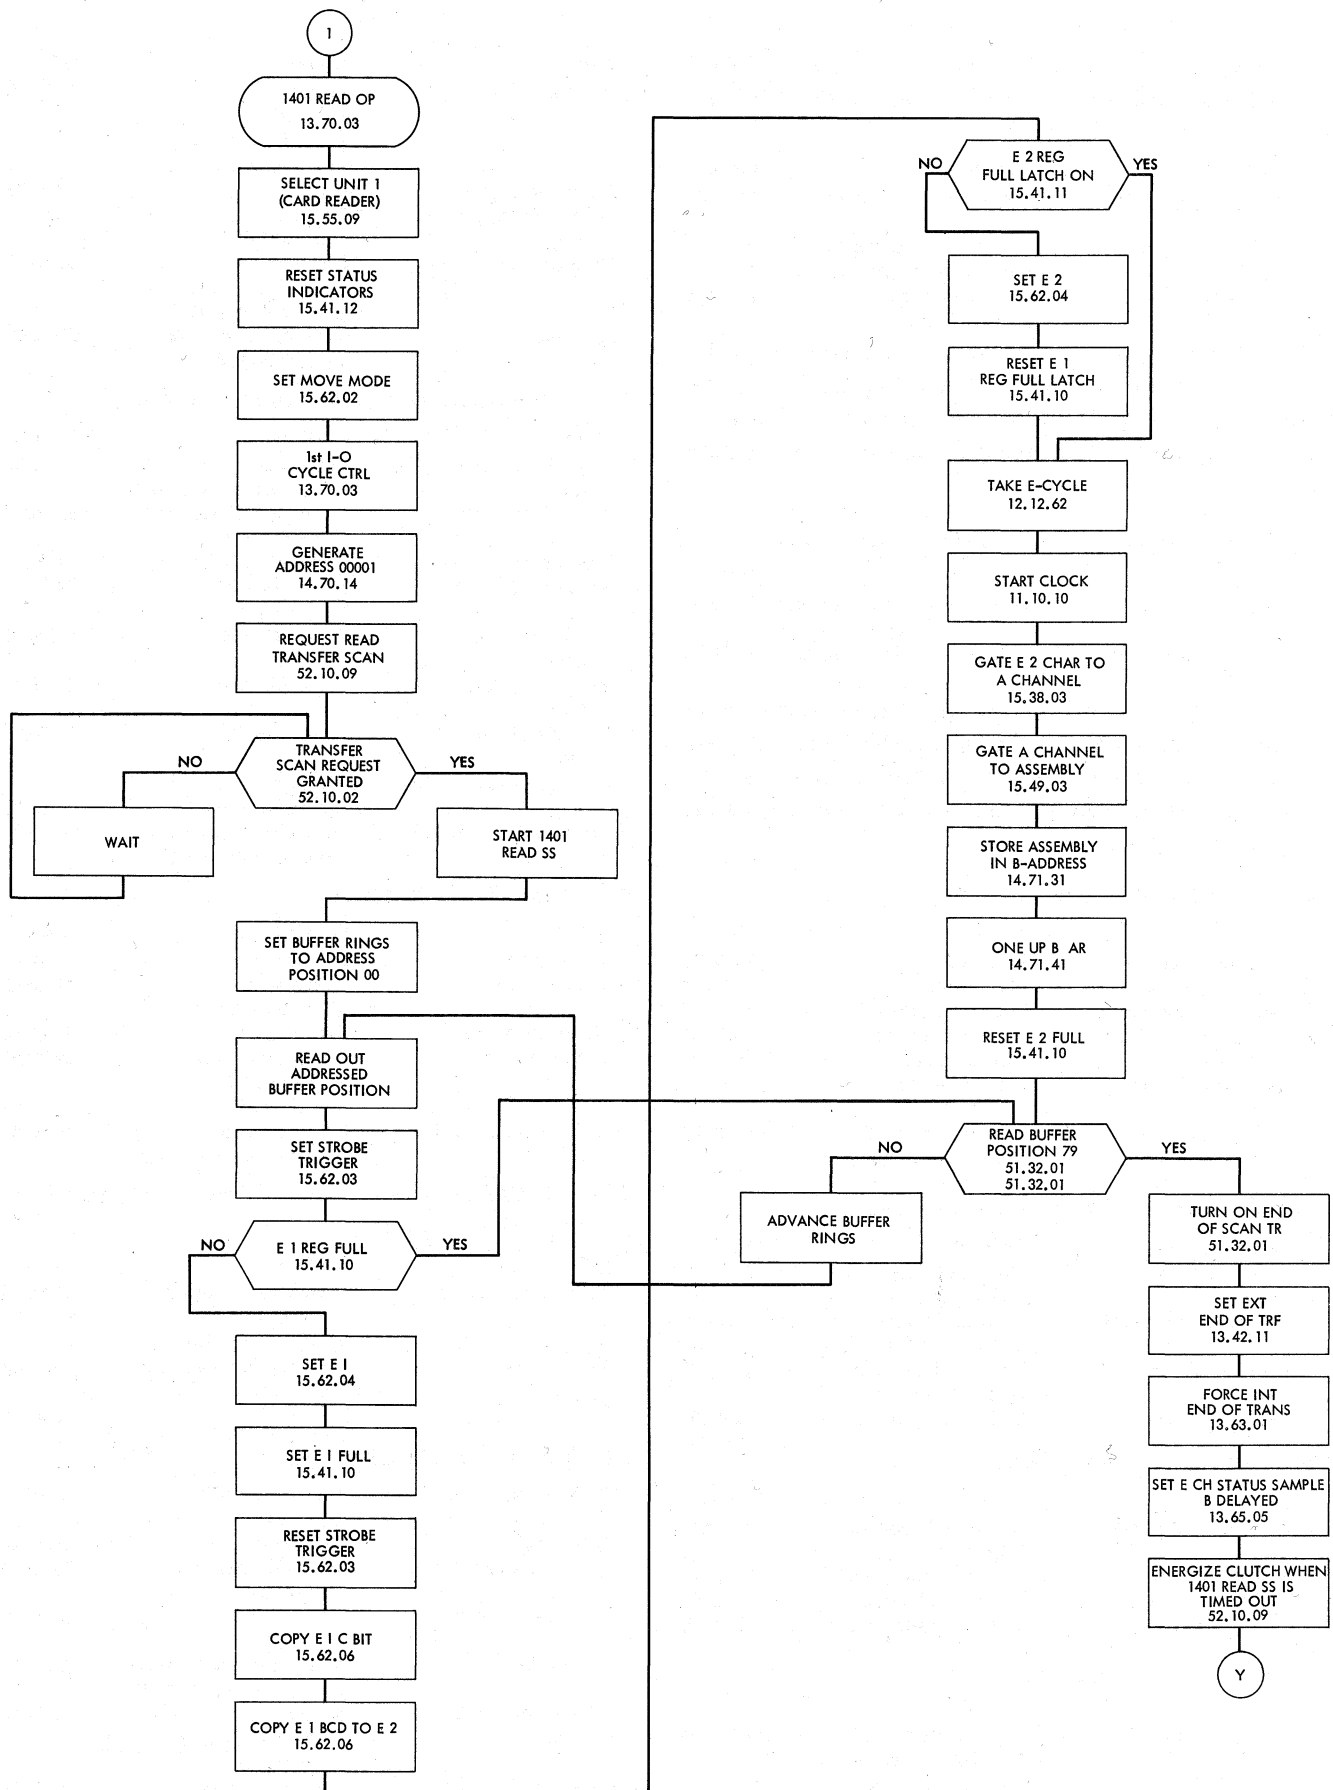 1
1401 READ OP
13.70.03
SELECT UNIT 1
(CARD READER)
15.55.09
RESET STATUS
INDICATORS
15.41.12
SET MOVE MODE
15.62.02
1st I-O
CYCLE CTRL
13.70.03
GENERATE
ADDRESS 00001
14.70.14
REQUEST READ
TRANSFER SCAN
52.10.09
TRANSFER
SCAN REQUEST
GRANTED
52.10.02
NO
YES
WAIT
START 1401
READ SS
SET BUFFER RINGS
TO ADDRESS
POSITION 00
READ OUT
ADDRESSED
BUFFER POSITION
SET STROBE
TRIGGER
15.62.03
NO
E 1 REG FULL
15.41.10
YES
SET E I
15.62.04
SET E I FULL
15.41.10
RESET STROBE
TRIGGER
15.62.03
COPY E I C BIT
15.62.06
COPY E 1 BCD TO E 2
15.62.06
NO
E 2 REG
FULL LATCH ON
15.41.11
YES
SET E 2
15.62.04
RESET E 1
REG FULL LATCH
15.41.10
TAKE E-CYCLE
12.12.62
START CLOCK
11.10.10
GATE E 2 CHAR TO
A CHANNEL
15.38.03
GATE A CHANNEL
TO ASSEMBLY
15.49.03
STORE ASSEMBLY
IN B-ADDRESS
14.71.31
ONE UP B AR
14.71.41
RESET E 2 FULL
15.41.10
NO
READ BUFFER
POSITION 79
51.32.01
51.32.01
YES
ADVANCE BUFFER
RINGS
TURN ON END
OF SCAN TR
51.32.01
SET EXT
END OF TRF
13.42.11
FORCE INT
END OF TRANS
13.63.01
SET E CH STATUS SAMPLE
B DELAYED
13.65.05
ENERGIZE CLUTCH WHEN
1401 READ SS IS
TIMED OUT
52.10.09
Y